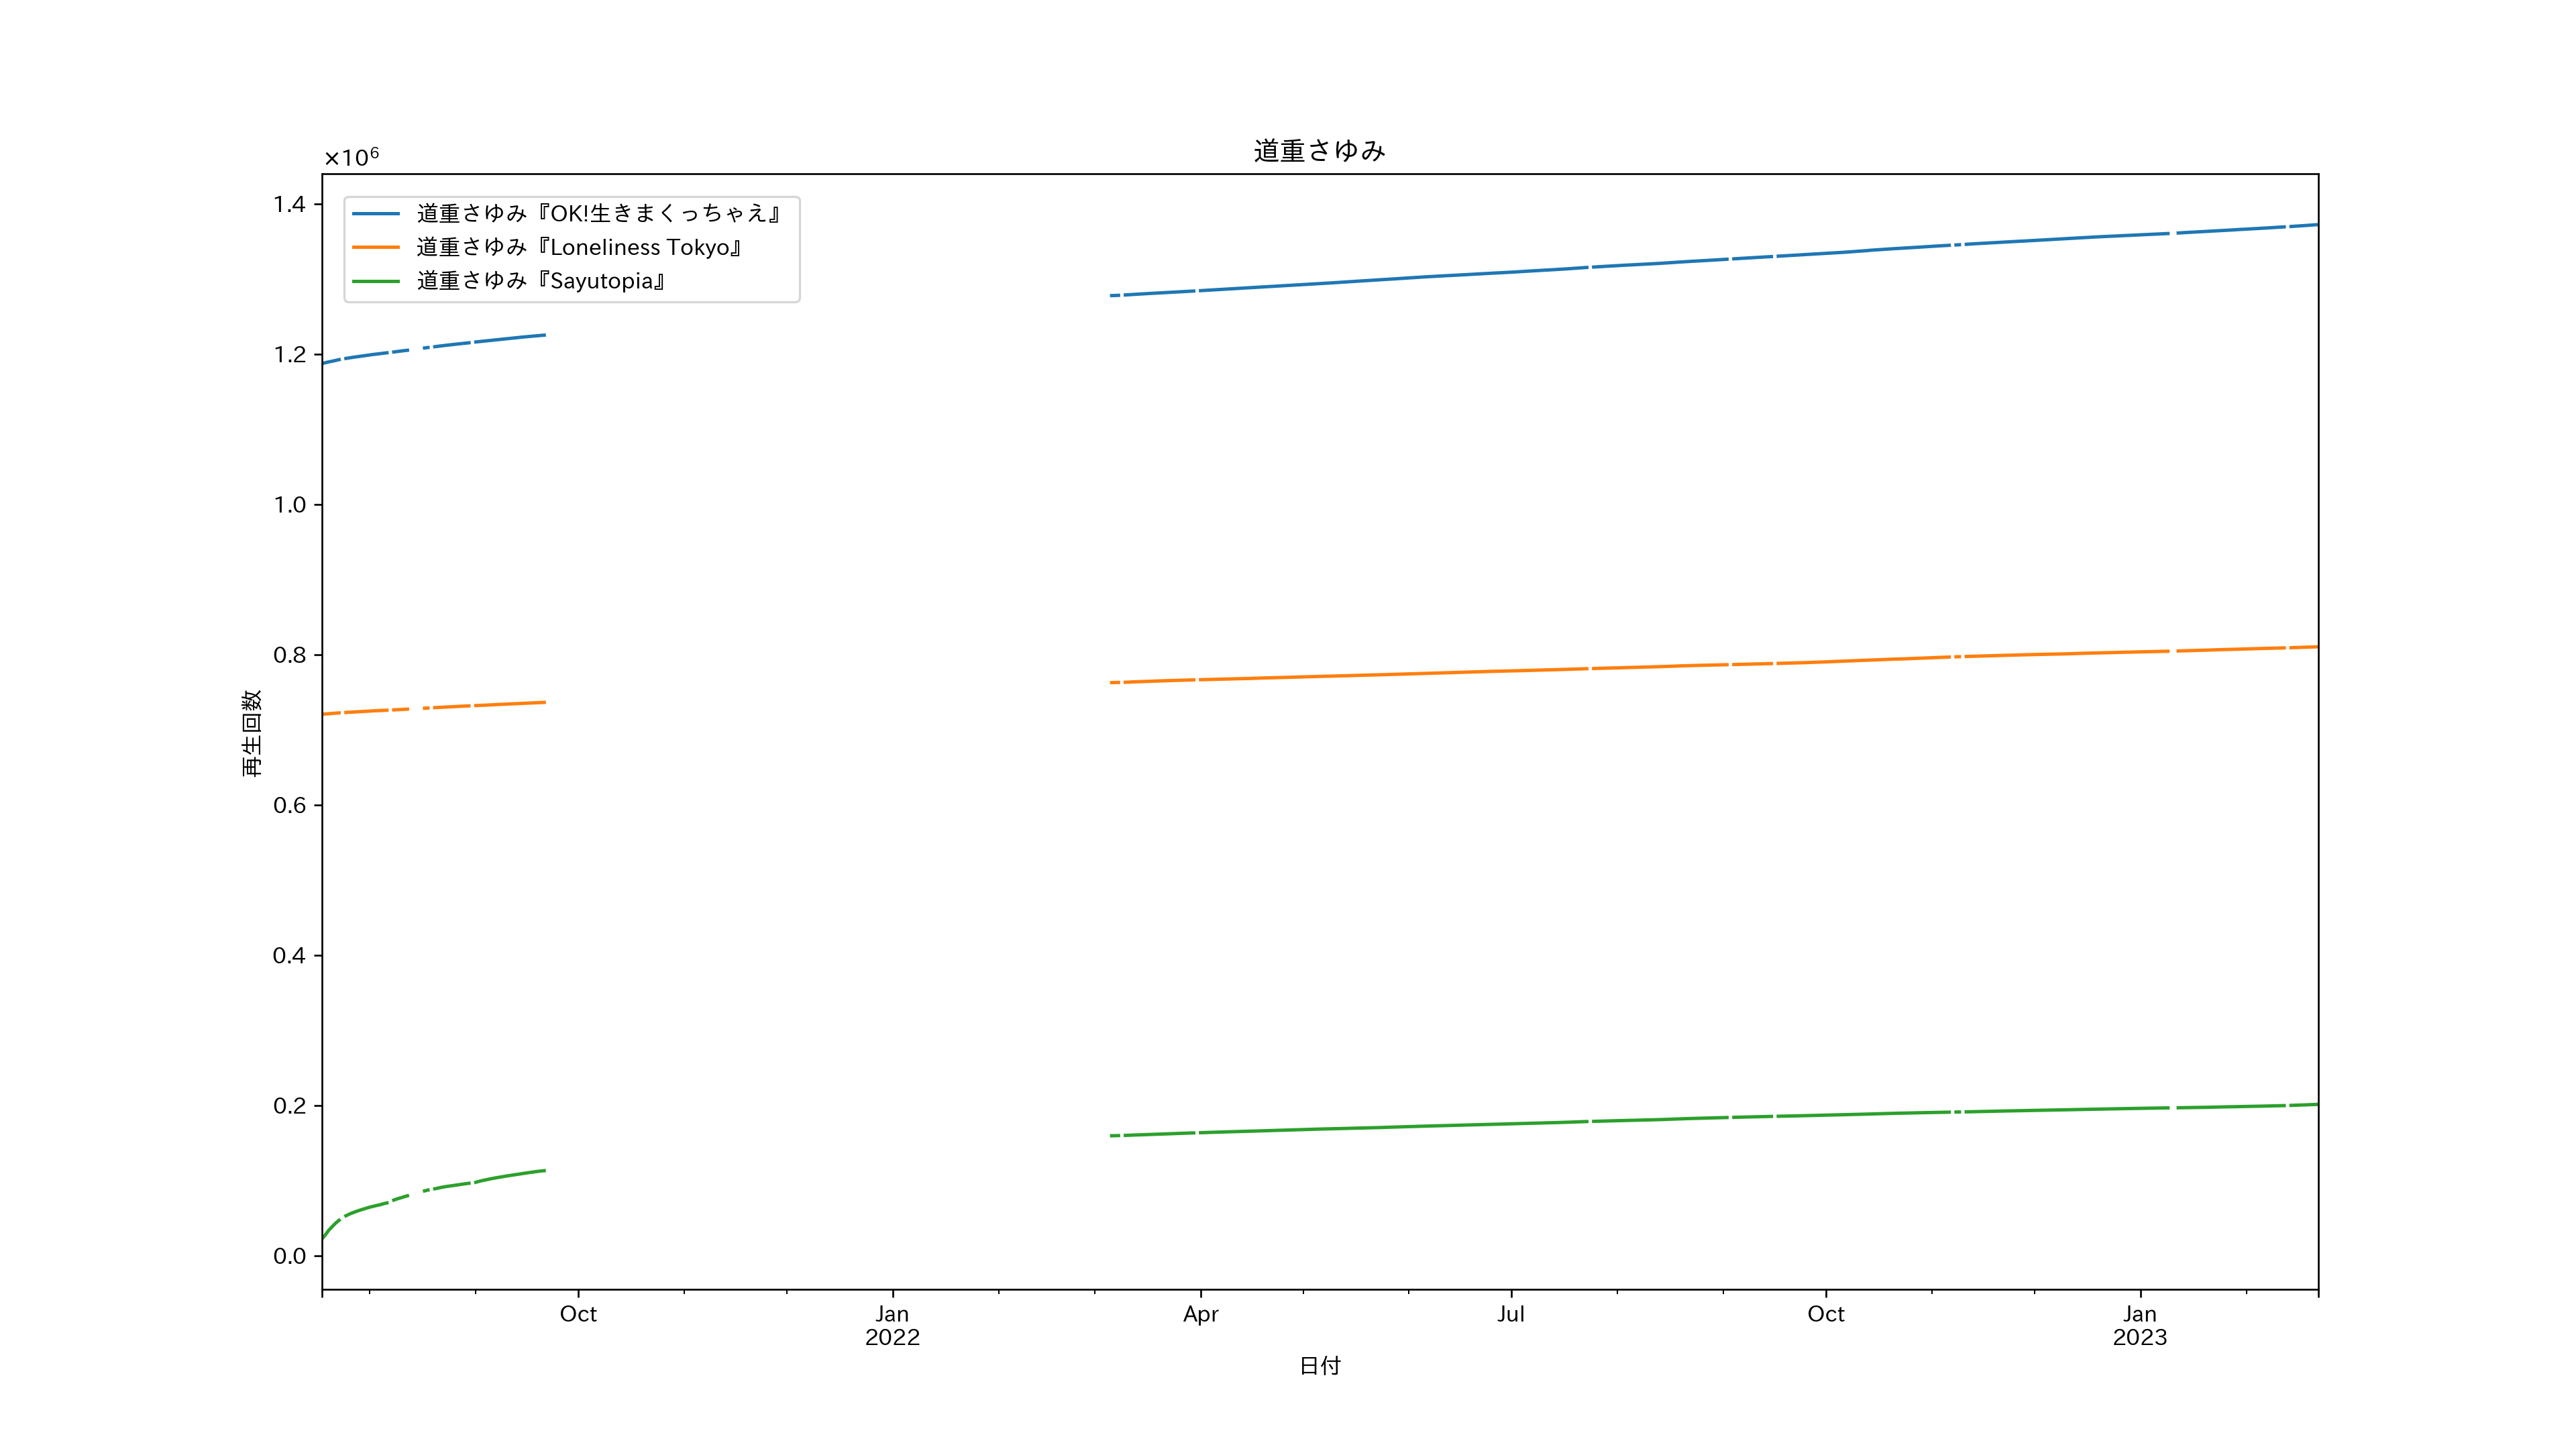 道重さゆみ
×10⁶
1.4
1.2
1.0
0.8
0.6
0.4
0.2
0.0
再生回数
道重さゆみ『OK!生きまくっちゃえ』
道重さゆみ『Loneliness Tokyo』
道重さゆみ『Sayutopia』
Oct
Jan
2022
Apr
Jul
Oct
Jan
2023
日付